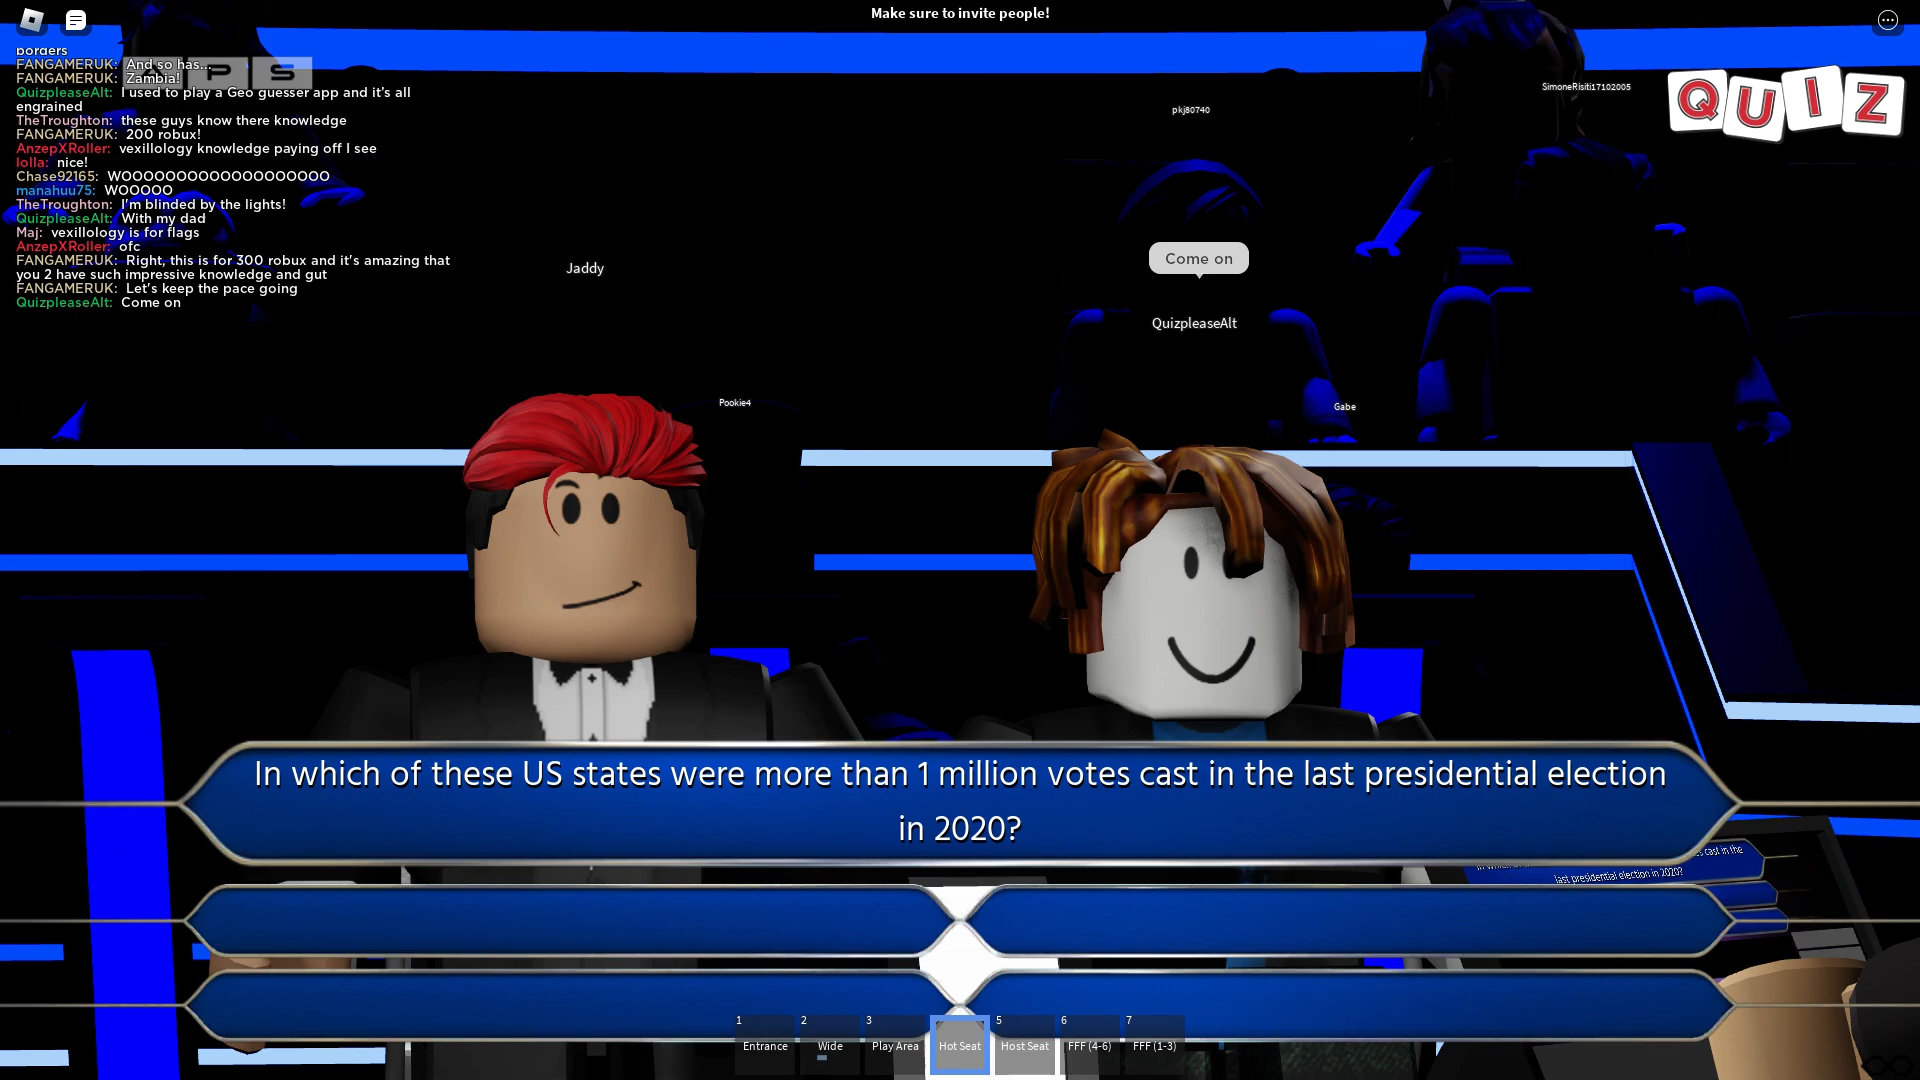 Make sure to invite people!
borders
FANGAMERUK: And so has...
FANGAMERUK: Zambia!
QuizpleaseAlt: I used to play a Geo guesser app and it's all
engrained
TheTroughton: these guys know there knowledge
FANGAMERUK: 200 robux!
AnzepXRoller: vexillology knowledge paying off I see
lolla: nice!
Chase92165: WOOOOOOOOOOOOOOOOOOO
manahuu75: WOOOOO
TheTroughton: I'm blinded by the lights!
QuizpleaseAlt: With my dad
Maj: vexillology is for flags
AnzepXRoller: ofc
FANGAMERUK: Right, this is for 300 robux and it's amazing that
you 2 have such impressive knowledge and gut
FANGAMERUK: Let's keep the pace going
QuizpleaseAlt: Come on
P S
QUIZ
SimoneRisiti17102005
pkj80740
Come on
Jaddy
QuizpleaseAlt
Pookie4
Gabe
In which of these US states were more than 1 million votes cast in the last presidential election
in 2020?
cast in the
last presidential election in 2020?
1 Entrance
2 Wide
3 Play Area
Hot Seat
5 Host Seat
6 FFF (4-6)
7 FFF (1-3)